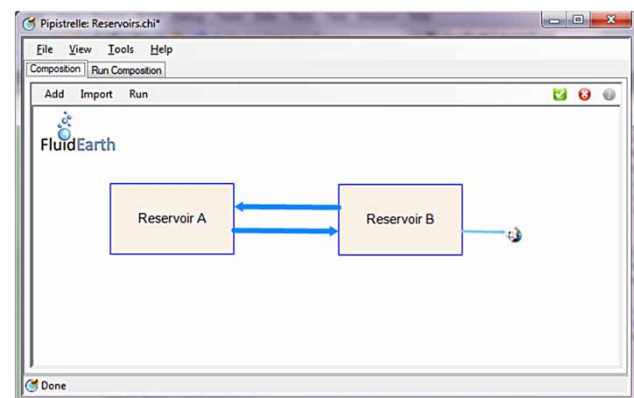 Pipistrelle: Reservoirs.chi*
File View Tools Help
Composition Run Composition
Add Import Run
FluidEarth
Reservoir A
Reservoir B
Done